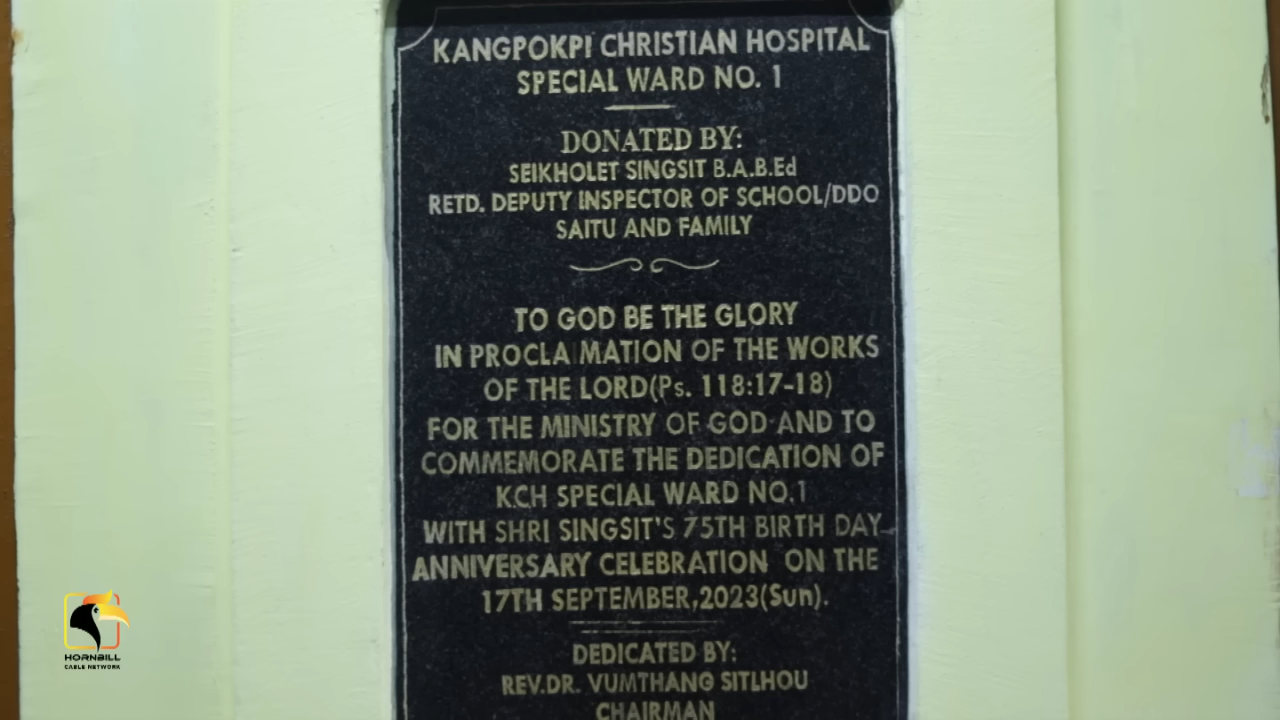 KANGPOKPI CHRISTIAN HOSPITAL
SPECIAL WARD NO. 1
DONATED BY:
SEIKHOLET SINGSIT B.A.B.Ed
RETD. DEPUTY INSPECTOR OF SCHOOL/DDO
SAITU AND FAMILY
TO GOD BE THE GLORY
IN PROCLAIMATION OF THE WORKS
OF THE LORD(Ps. 118:17-18)
FOR THE MINISTRY OF GOD AND TO
COMMEMORATE THE DEDICATION OF
K.C.H SPECIAL WARD NO.1
WITH SHRI SINGSIT'S 75TH BIRTH DAY
ANNIVERSARY CELEBRATION ON THE
17TH SEPTEMBER,2023(Sun).
DEDICATED BY:
REV.DR. VUMTHANG SITLHOU
CHAIRMAN
HORNBILL
CABLE NETWORK